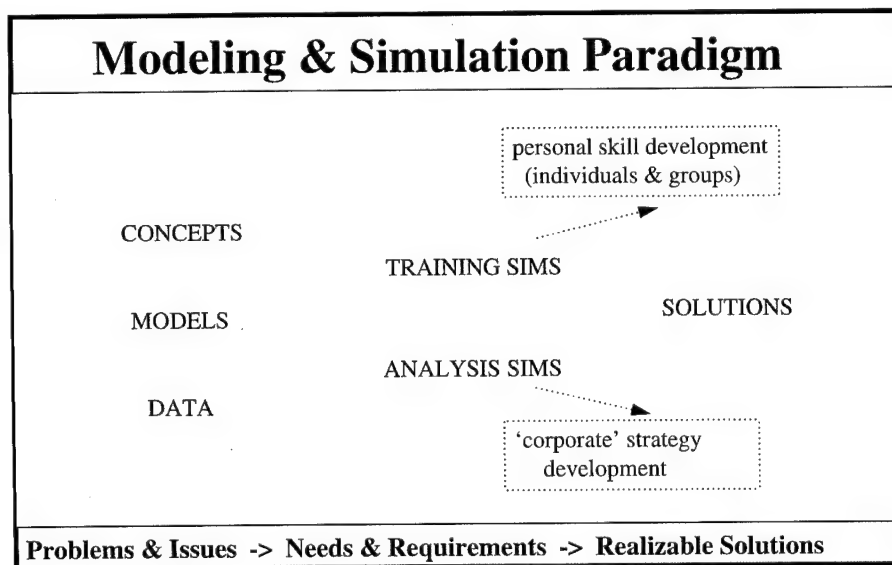 Modeling & Simulation Paradigm
personal skill development
(individuals & groups)
CONCEPTS
TRAINING SIMS
SOLUTIONS
MODELS
ANALYSIS SIMS
DATA
‘corporate’ strategy
development
Problems & Issues -> Needs & Requirements -> Realizable Solutions